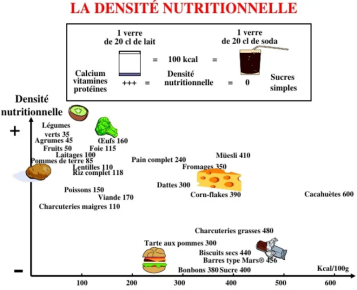 LA DENSITÉ NUTRITIONNELLE
1 verre
de 20 cl de lait
1 verre
de 20 cl de soda
= 100 kcal =
Calcium
vitamines
protéines
+++ =
Densité
nutritionnelle
= 0
Sucres
simples
Densité
nutritionnelle
+
Légumes
verts 35
Agrumes 45
Œufs 160
Fruits 50
Foie 115
Laitages 100
Pommes de terre 85
Pain complet 240
Müesli 410
Lentilles 110
Fromages 350
Riz complet 118
Dattes 300
Poissons 150
Viande 170
Corn-flakes 390
Cacahuètes 600
Charcuteries maigres 110
Charcuteries grasses 480
Tarte aux pommes 300
Biscuits secs 440
Barres type Mars® 456
Bonbons 380 Sucre 400
-
Kcal/100g
100 200 300 400 500 600